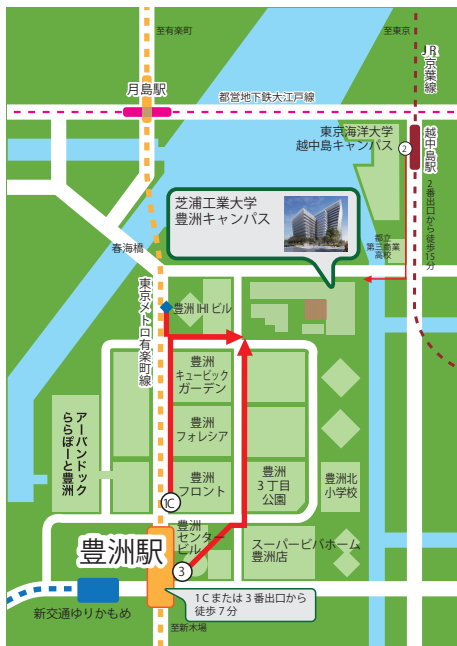 至有楽町
至東京
JR京葉線
月島駅
都営地下鉄大江戸線
東京海洋大学
越中島キャンパス
2
越中島駅
2番出口から徒歩15分
芝浦工業大学
豊洲キャンパス
都立
第三商業
高校
春海橋
東京メトロ有楽町線
豊洲IHIビル
豊洲
キュービック
ガーデン
豊洲
フォレシア
アーバンドック
ららぽーと豊洲
豊洲
フロント
豊洲
3丁目
公園
豊洲北
小学校
1C
豊洲
センター
ビル
スーパービバホーム
豊洲店
豊洲駅
3
新交通ゆりかもめ
1Cまたは3番出口から
徒歩7分
至新木場